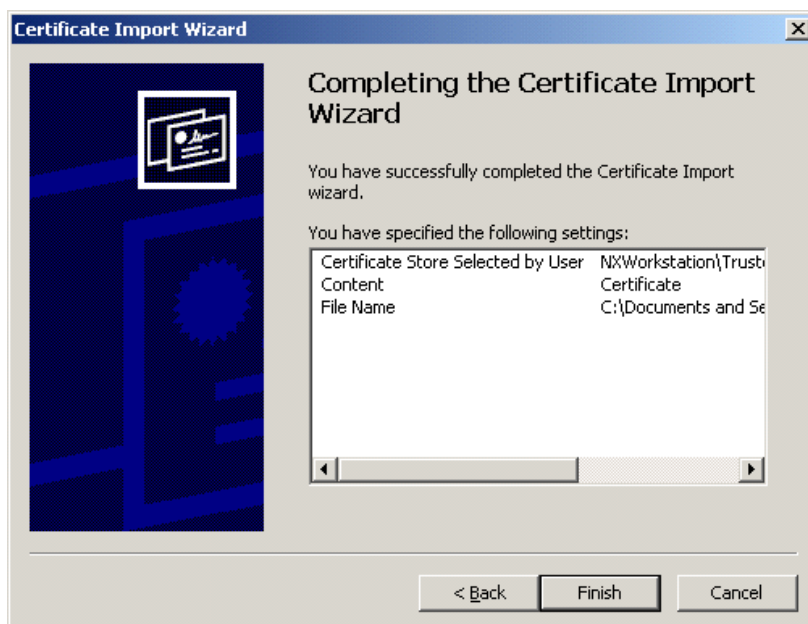 Certificate Import Wizard
Completing the Certificate Import
Wizard
You have successfully completed the Certificate Import
wizard.
You have specified the following settings:
Certificate Store Selected by User NXWorkstation\Truste
Content Certificate
File Name C:\Documents and Se
< Back Finish Cancel